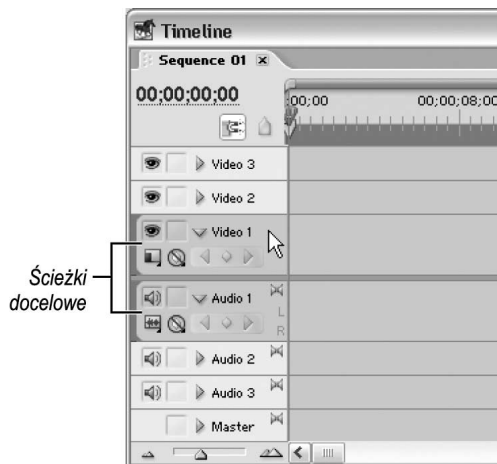 Timeline
Sequence 01
00;00;00;00
;00;00
00;00;08;00
Video 3
Video 2
Video 1
Ścieżki
docelowe
Audio 1
L
R
Audio 2
Audio 3
Master